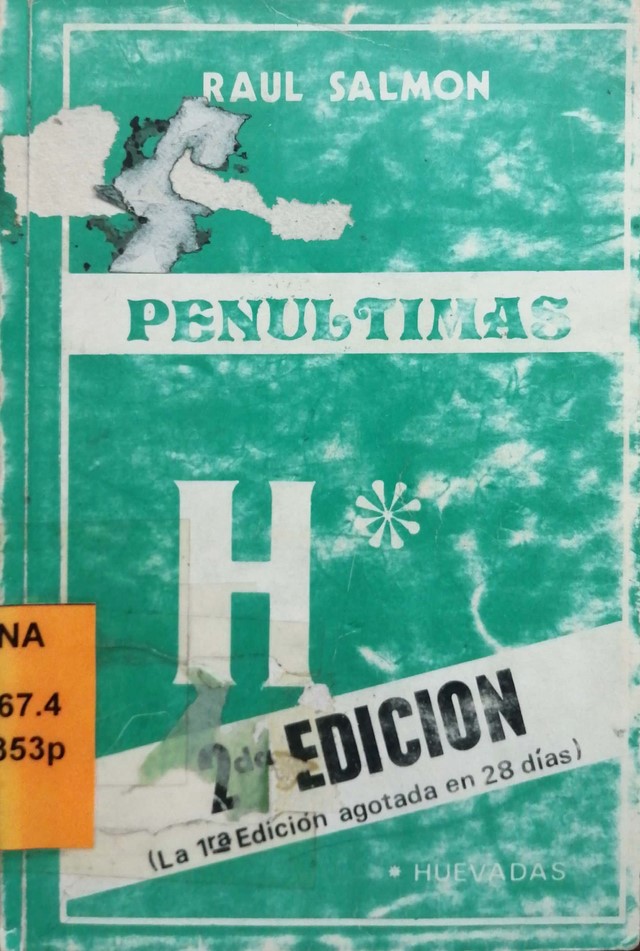 RAUL SALMON
PENULTIMAS
H*
NA
67.4
353p
2da EDICION
(La 1ra Edición agotada en 28 días)
* HUEVADAS